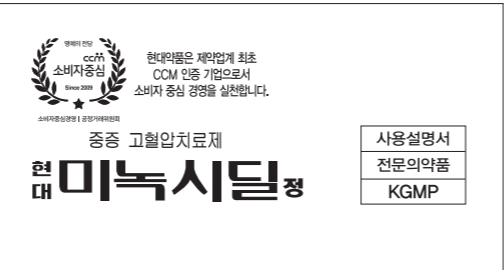 명예의 전당
ccm
소비자중심
Since 2009
소비자중심경영 | 공정거래위원회
현대약품은 제약업계 최초
CCM 인증 기업으로서
소비자 중심 경영을 실천합니다.
중증 고혈압치료제
현대 미녹시딜정
사용설명서
전문의약품
KGMP